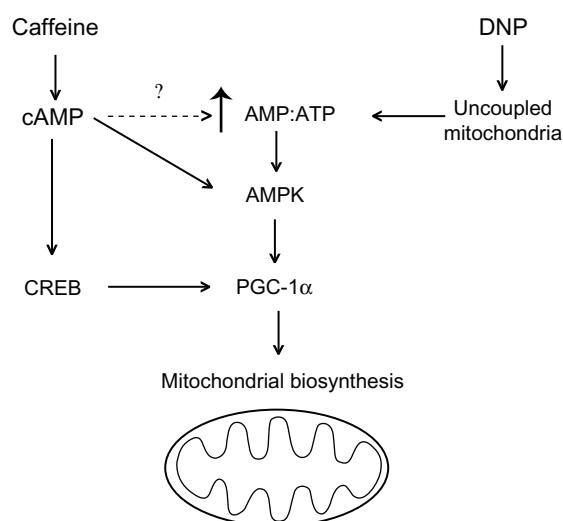 Caffeine
DNP
?
cAMP
AMP:ATP
Uncoupled
mitochondria
AMPK
CREB
PGC-1α
Mitochondrial biosynthesis